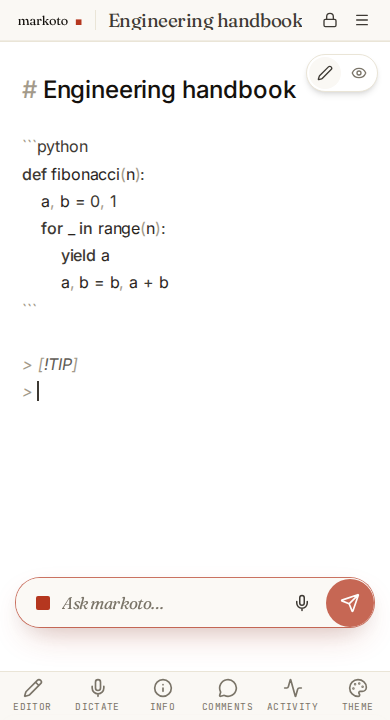 markoto
Engineering handbook
# Engineering handbook
```python
def fibonacci(n):
    a, b = 0, 1
    for _ in range(n):
        yield a
        a, b = b, a + b
```
> [!TIP]
>
Ask markoto...
EDITOR
DICTATE
INFO
COMMENTS
ACTIVITY
THEME